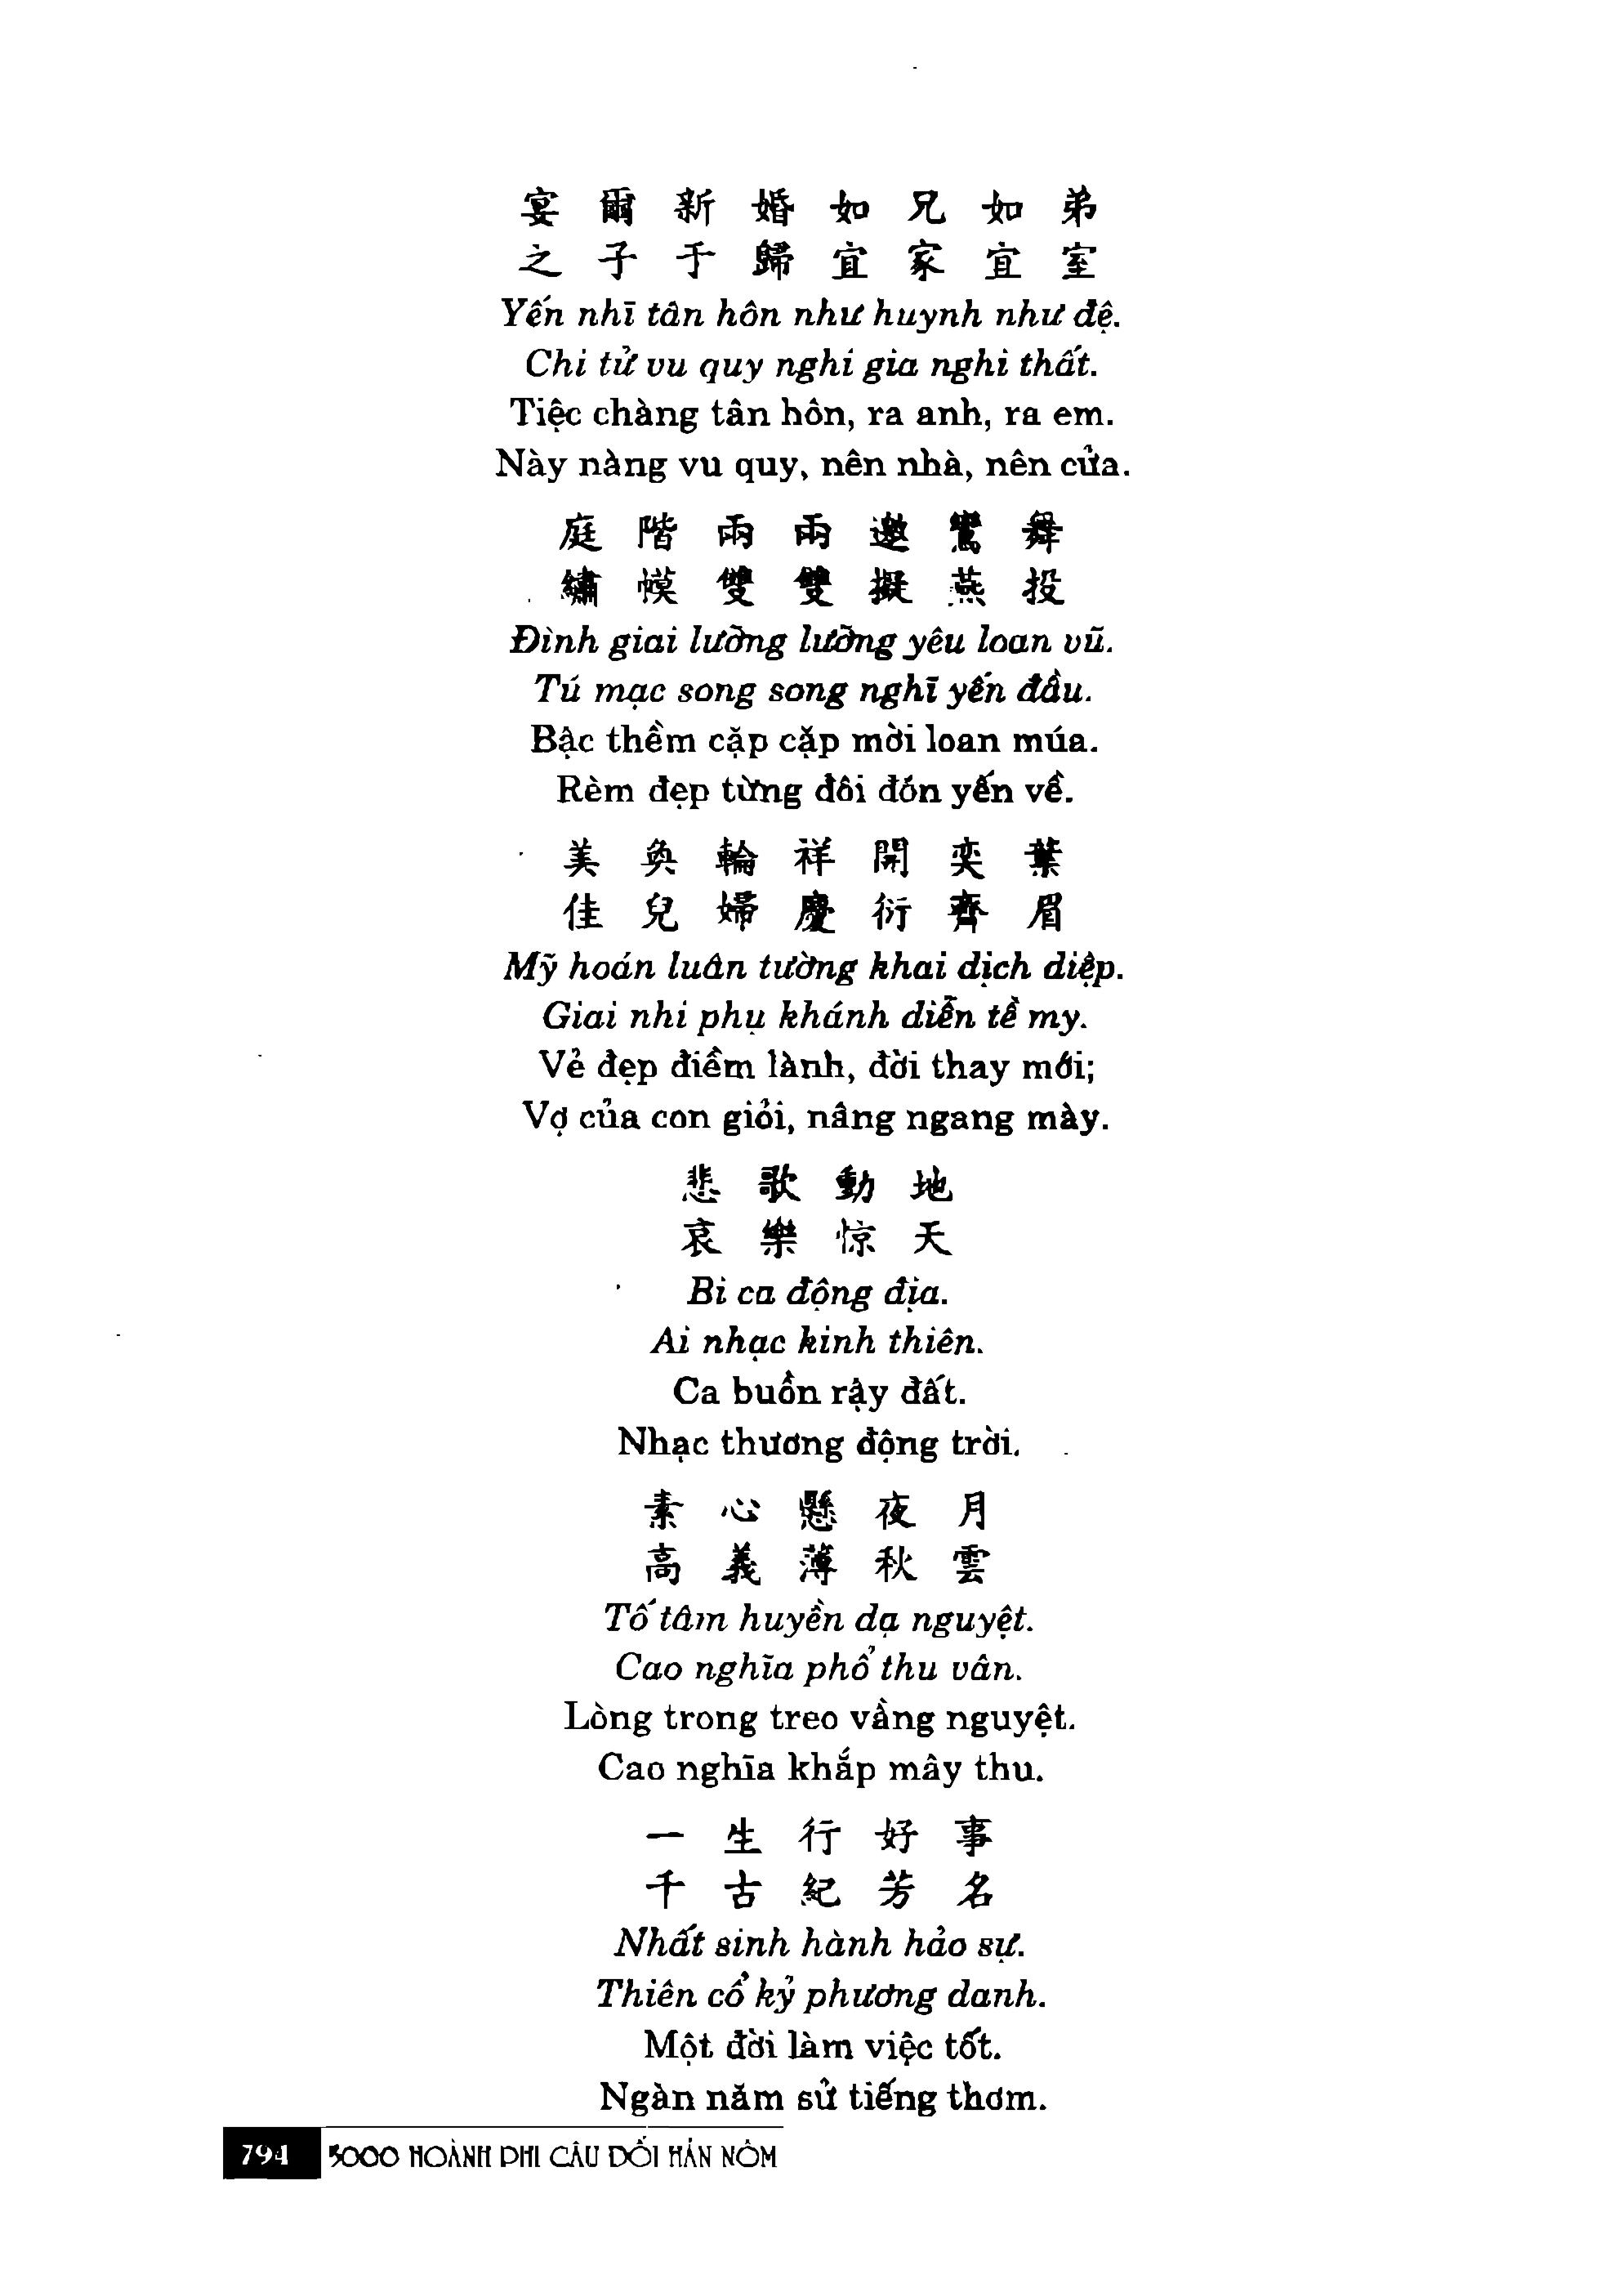 宴爾新婚如兄如弟
之子于歸宜家宜室
Yến nhĩ tân hôn như huynh như đệ.
Chi tử vu quy nghi gia nghi thất.
Tiệc chàng tân hôn, ra anh, ra em.
Này nàng vu quy, nên nhà, nên cửa.
庭階兩兩邀鸞舞
繡幙雙雙擬燕投
Đình giai lưỡng lưỡng yêu loan vũ.
Tú mạc song song nghĩ yến đầu.
Bậc thềm cặp cặp mời loan múa.
Rèm đẹp từng đôi đón yến về.
美奐輪祥開奕葉
佳兒婦慶衍齊眉
Mỹ hoán luân tường khai dịch diệp.
Giai nhi phụ khánh diễn tề my.
Vẻ đẹp điềm lành, đời thay mới;
Vợ của con giỏi, nâng ngang mày.
悲歌動地
哀樂惊天
Bi ca động địa.
Ai nhạc kinh thiên.
Ca buồn rậy đất.
Nhạc thương động trời.
素心懸夜月
高義薄秋雲
Tố tâm huyền dạ nguyệt.
Cao nghĩa phổ thu vân.
Lòng trong treo vầng nguyệt.
Cao nghĩa khắp mây thu.
一生行好事
千古紀芳名
Nhất sinh hành hảo sự.
Thiên cổ kỷ phương danh.
Một đời làm việc tốt.
Ngàn năm sử tiếng thơm.
794 5000 HOÀNH PHI CÂU ĐỐI HÁN NÔM